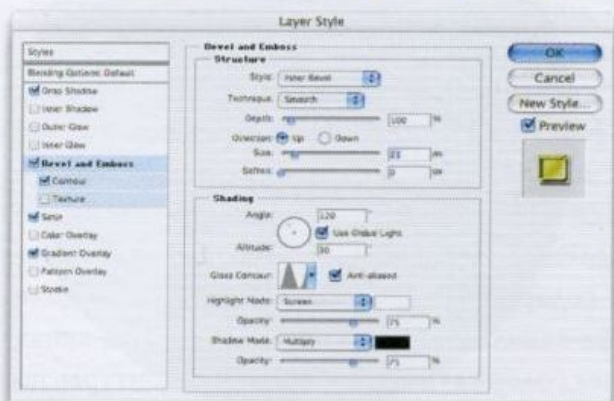 Layer Style
Styles
Blending Options: Default
Drop Shadow
Inner Shadow
Outer Glow
Inner Glow
Bevel and Emboss
Contour
Texture
Satin
Color Overlay
Gradient Overlay
Pattern Overlay
Stroke
Bevel and Emboss
Structure
Style: Inner Bevel
Technique: Smooth
Depth: 100 %
Direction: Up Down
Size: px
Soften: 0 px
Shading
Angle: 120 °
Use Global Light
Altitude: 30 °
Gloss Contour: Anti-aliased
Highlight Mode: Screen
Opacity: 75 %
Shadow Mode: Multiply
Opacity: 75 %
OK
Cancel
New Style...
Preview